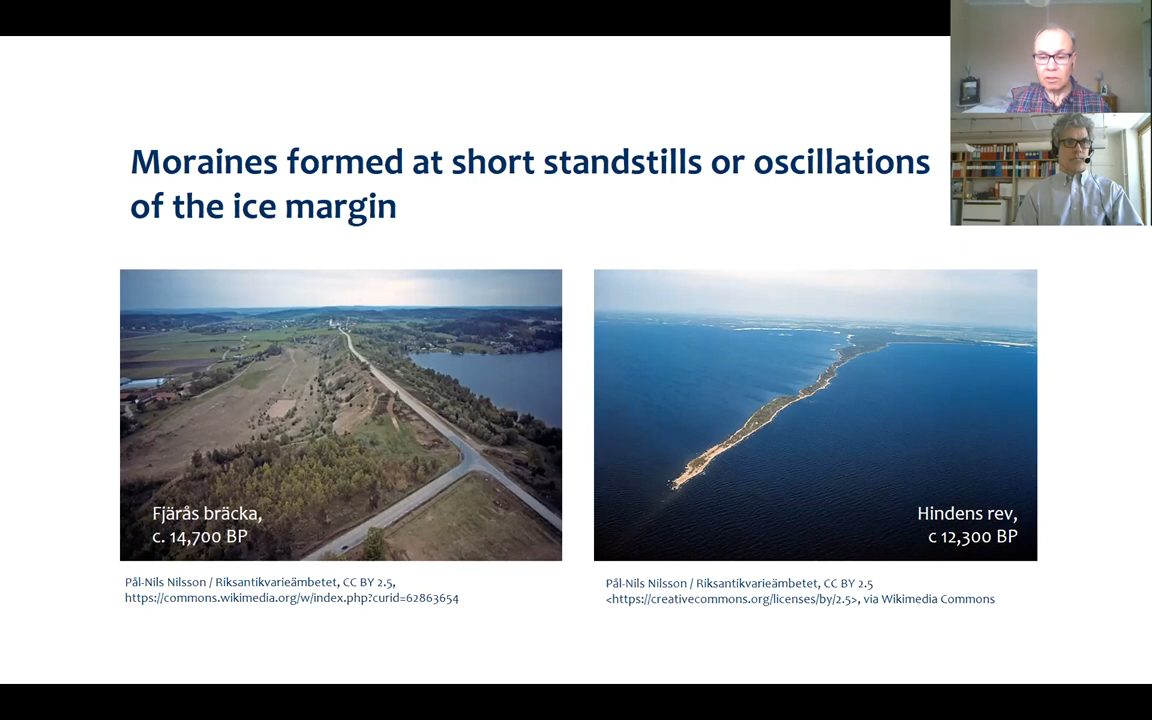 Moraines formed at short standstills or oscillations
of the ice margin
Fjärås bräcka,
c. 14,700 BP
Hindens rev,
c 12,300 BP
Pål-Nils Nilsson / Riksantikvarieämbetet, CC BY 2.5,
https://commons.wikimedia.org/w/index.php?curid=62863654
Pål-Nils Nilsson / Riksantikvarieämbetet, CC BY 2.5
<https://creativecommons.org/licenses/by/2.5>, via Wikimedia Commons